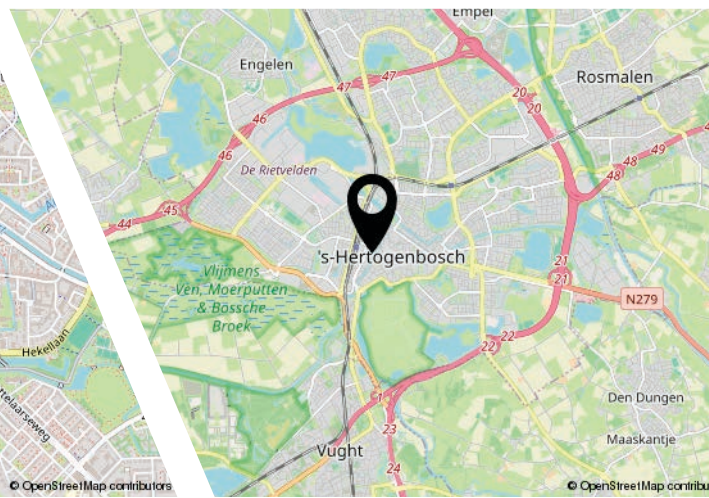 Empel
Engelen
Rosmalen
47
47
46
46
20
20
49
48
48
De Rietvelden
45
44
's-Hertogenbosch
21
21
Vlijmens
Ven, Moerputten
& Bossche
Broek
N279
22
22
Hekellaan
1
Den Dungen
23
Maaskantje
Vught
24
© OpenStreetMap contributors
© OpenStreetMap contribu